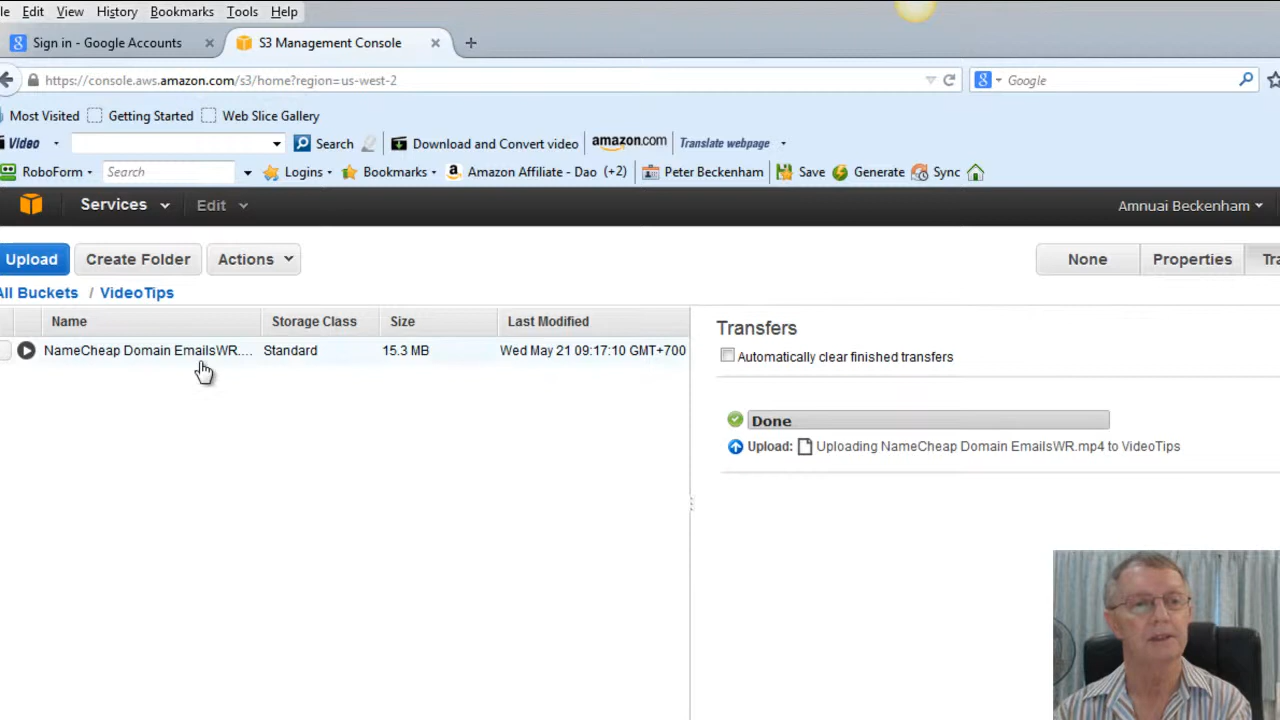 le Edit View History Bookmarks Tools Help
Sign in - Google Accounts × S3 Management Console × +
https://console.aws.amazon.com/s3/home?region=us-west-2 Google
Most Visited Getting Started Web Slice Gallery
Video Search Download and Convert video amazon.com Translate webpage
RoboForm Search Logins Bookmarks Amazon Affiliate - Dao (+2) Peter Beckenham Save Generate Sync
Services Edit Amnuai Beckenham
Upload Create Folder Actions None Properties Tra
All Buckets / VideoTips
Name Storage Class Size Last Modified
NameCheap Domain EmailsWR.... Standard 15.3 MB Wed May 21 09:17:10 GMT+700
Transfers
Automatically clear finished transfers
Done
Upload: Uploading NameCheap Domain EmailsWR.mp4 to VideoTips